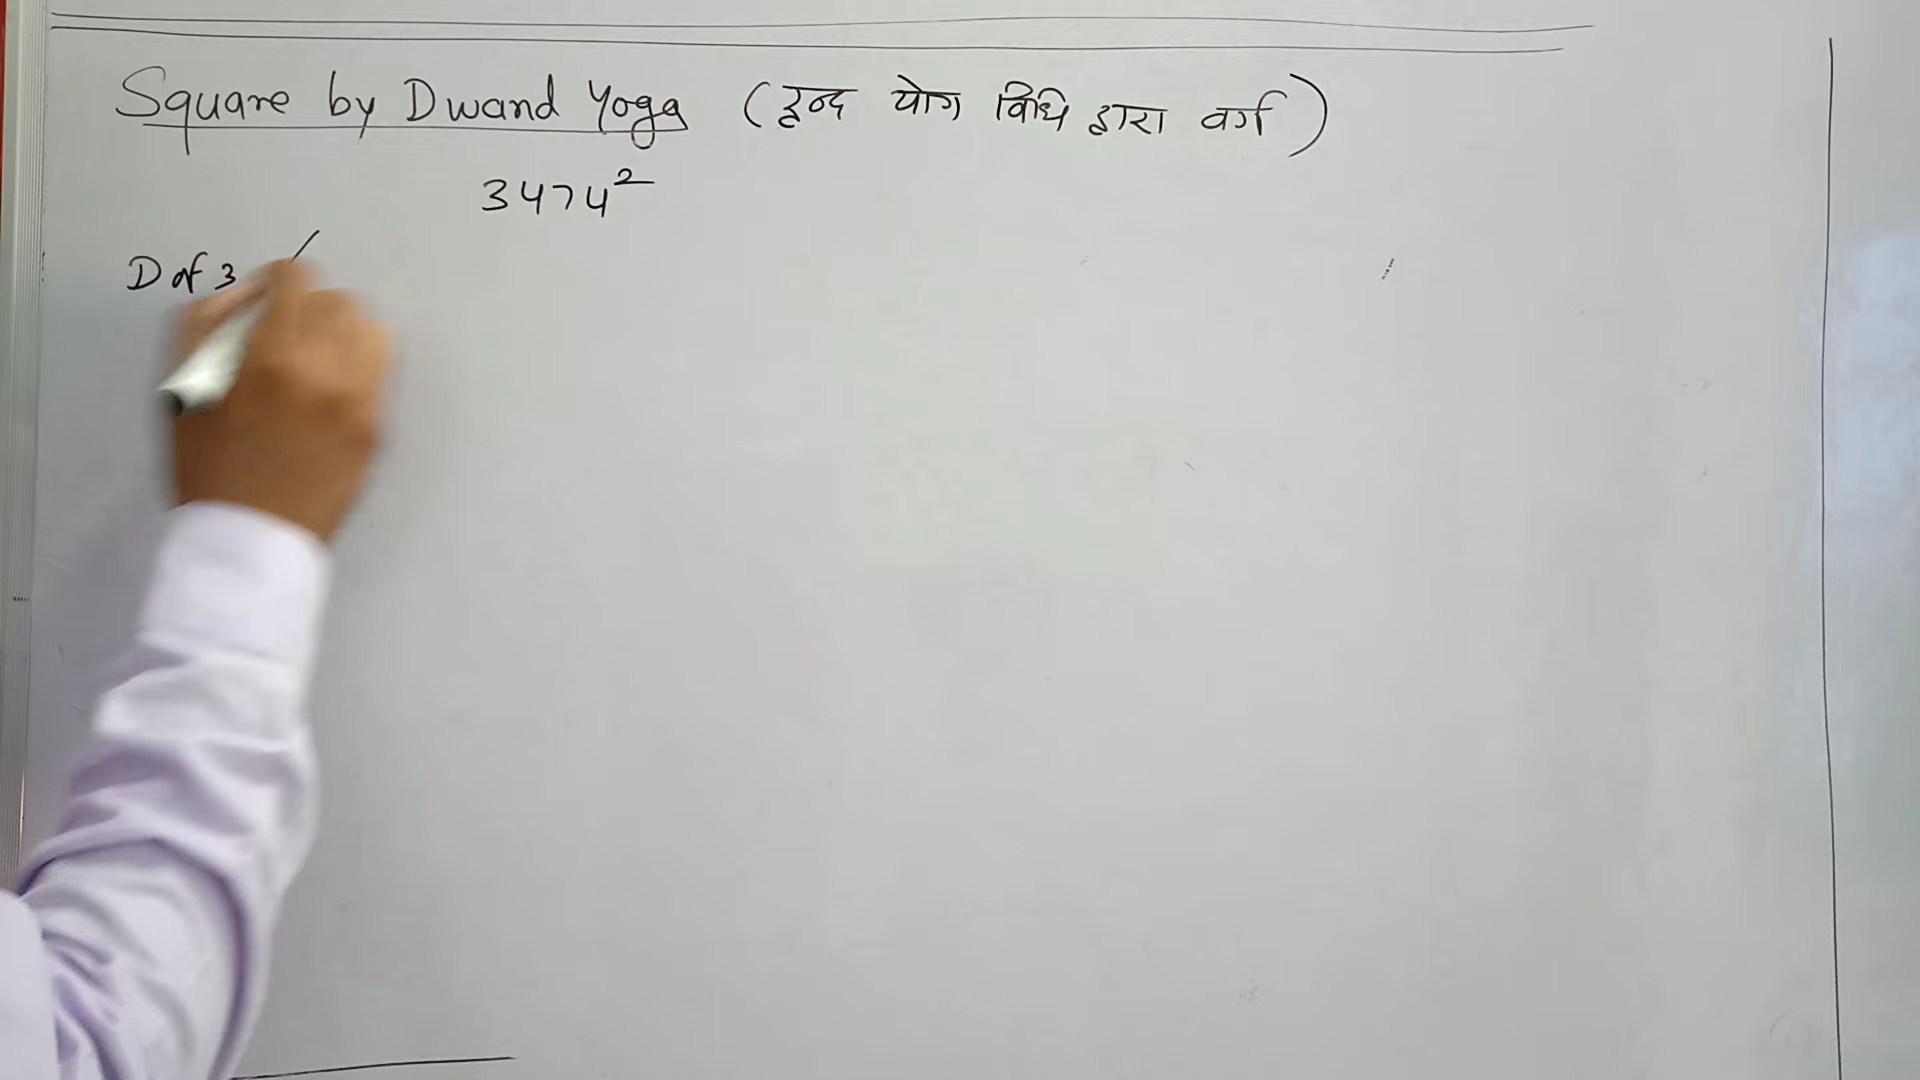 Square by Dwand Yoga (द्वन्द योग विधि द्वारा वर्ग)
3474²
D of 3 /